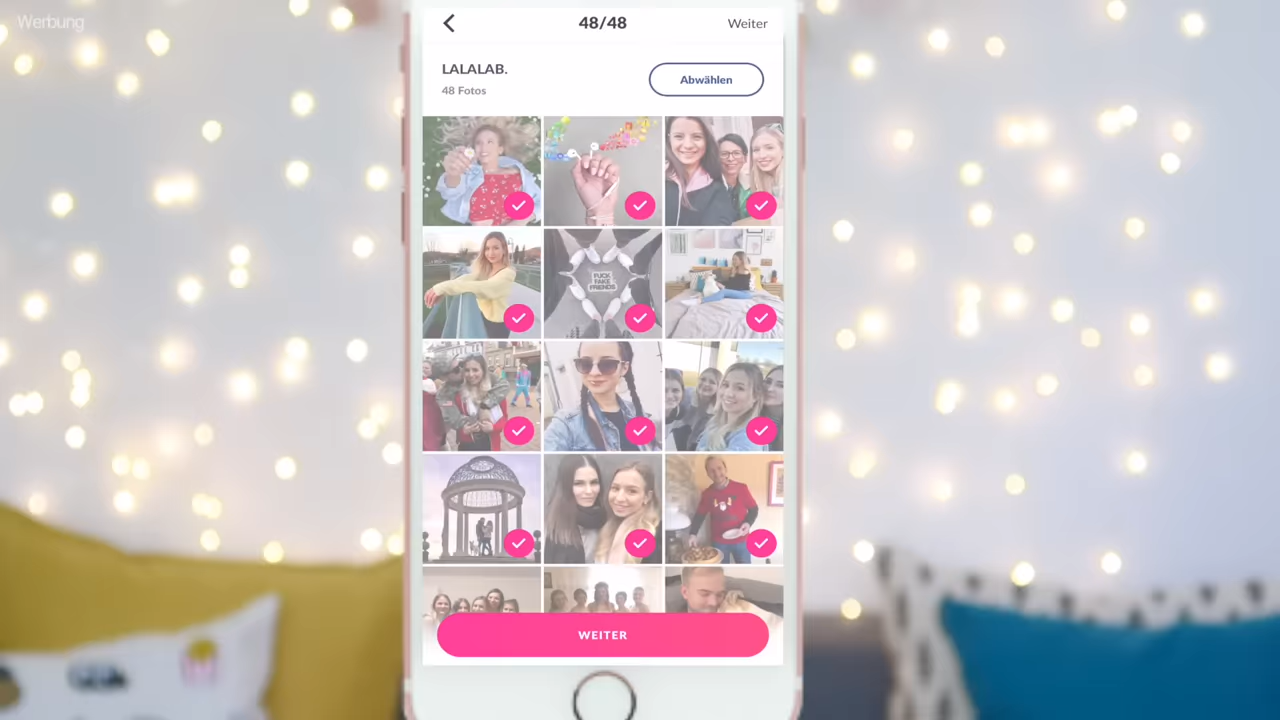 Werbung
48/48
Weiter
LALALAB.
Abwählen
48 Fotos
FUCK
FAKE
FRIENDS
WEITER